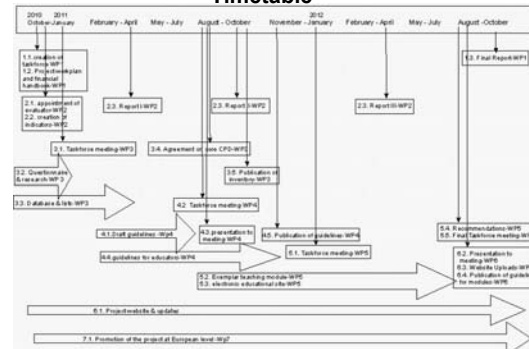 Timetable
2010 2011 2012
October-January February - April May - July August - October November - January February - April May - July August -October
1.1. creation of
taskforce-WP1
1.2. Project workplan
and financial
handbook-WP1
1.3. Final Report-WP1
2.1. appointment of
evaluator-WP2
2.2. creation of
indicators-WP2
2.3. Report I-WP2
2.3. Report -WP2
2.3. Report III-WP2
3.1. Taskforce meeting-WP3
3.4. Agreement on core CPD-WP3
3.2. Questionnaire
& research WP3
3.5. Publication of
inventory-WP3
3.3. Database & lists-WP3
4.2 Taskforce meeting-WP4
4.1.Draft guidelines -Wp4
4.3.presentation to
meeting-WP4
4.5. Publication of guidelines-WP4
4.4. guidelines for educators-WP4
5.1. Taskforce meeting-WP5
5.4. Recommendations-WP5
5.5. Final Taskforce meeting-WP
5.2. Exemplar teaching module-WP5
5.3. electronic educational site-WP5
6.2. Presentation to
meeting-WP6
6.3. Website Uploads-WP
6.4. Publication of guide
for modules-WP6
6.1. Project website & updates
7.1. Promotion of the project at European level-Wp7